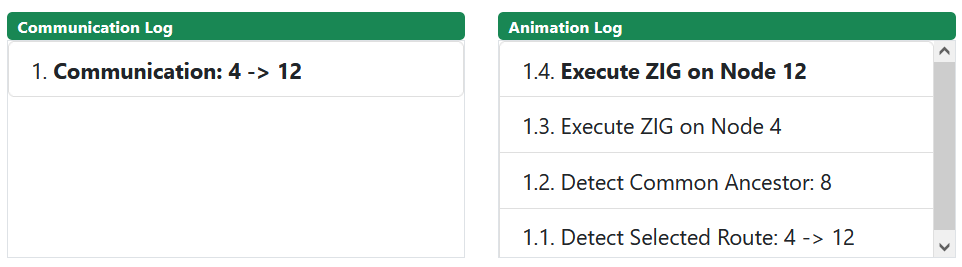 Communication Log
1. Communication: 4 -> 12
Animation Log
1.4. Execute ZIG on Node 12
1.3. Execute ZIG on Node 4
1.2. Detect Common Ancestor: 8
1.1. Detect Selected Route: 4 -> 12